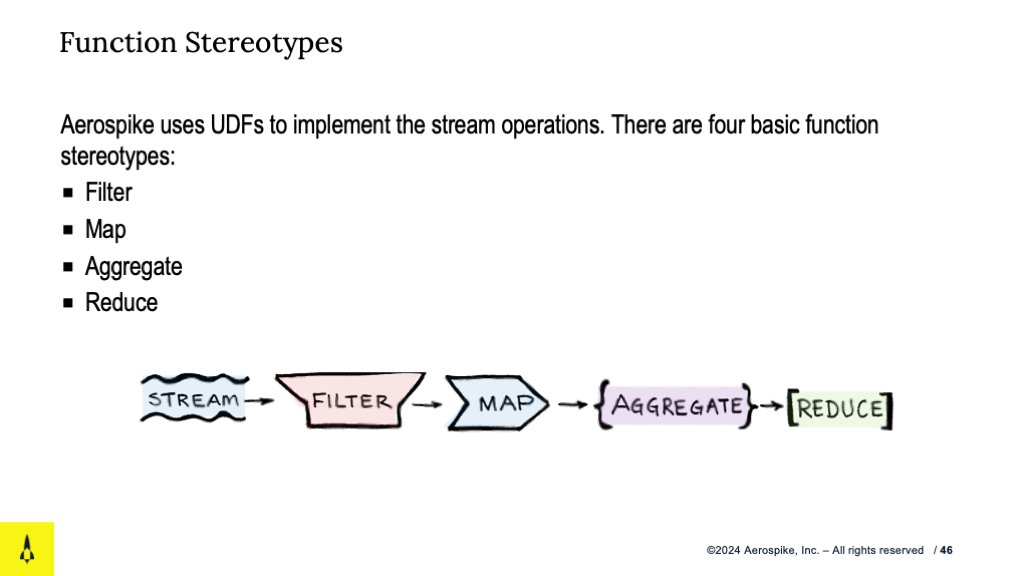 Function Stereotypes
Aerospike uses UDFs to implement the stream operations. There are four basic function
stereotypes:
▪ Filter
▪ Map
▪ Aggregate
▪ Reduce
STREAM → FILTER → MAP → {AGGREGATE} → [REDUCE]
©2024 Aerospike, Inc. – All rights reserved / 46